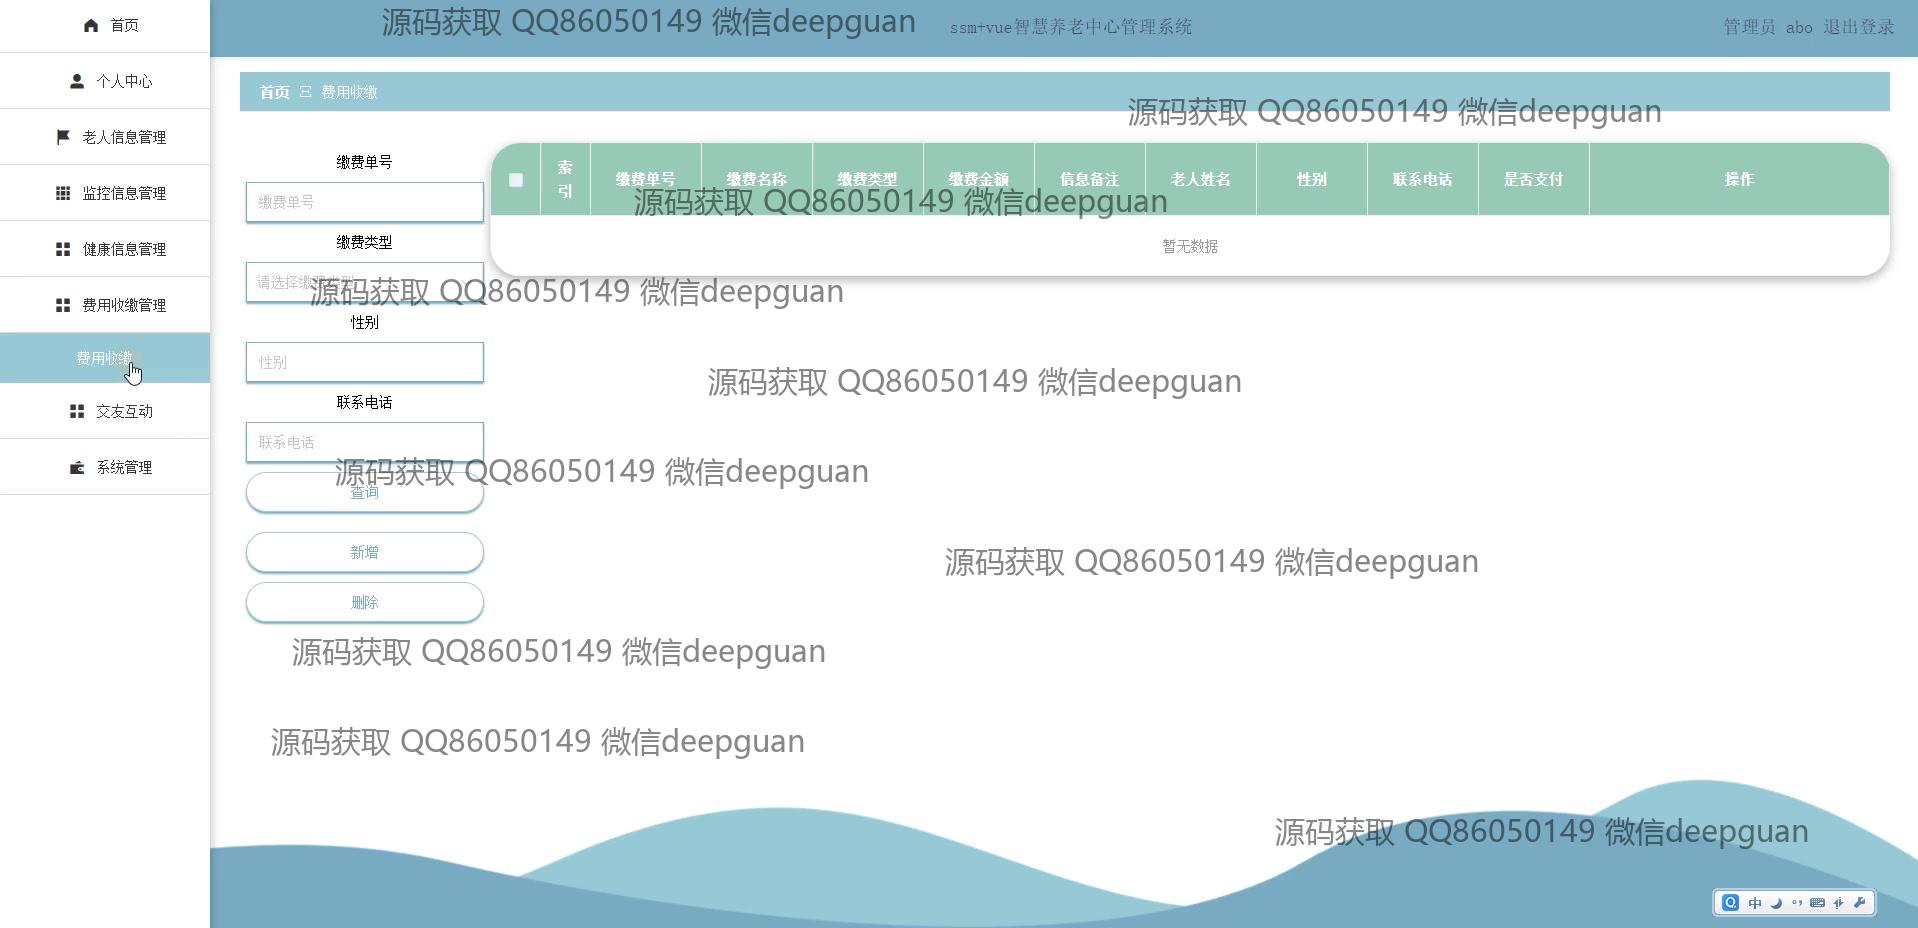 首页
个人中心
老人信息管理
监控信息管理
健康信息管理
费用收缴管理
费用收缴
交友互动
系统管理
源码获取 QQ86050149 微信deepguan
ssm+vue智慧养老中心管理系统
管理员 abo 退出登录
首页 费用收缴
源码获取 QQ86050149 微信deepguan
缴费单号
缴费单号
缴费类型
请选择缴费类型
性别
性别
联系电话
联系电话
查询
新增
删除
索引 缴费单号 缴费名称 缴费类型 缴费金额 信息备注 老人姓名 性别 联系电话 是否支付 操作
源码获取 QQ86050149 微信deepguan
暂无数据
源码获取 QQ86050149 微信deepguan
源码获取 QQ86050149 微信deepguan
源码获取 QQ86050149 微信deepguan
源码获取 QQ86050149 微信deepguan
源码获取 QQ86050149 微信deepguan
源码获取 QQ86050149 微信deepguan
源码获取 QQ86050149 微信deepguan
中